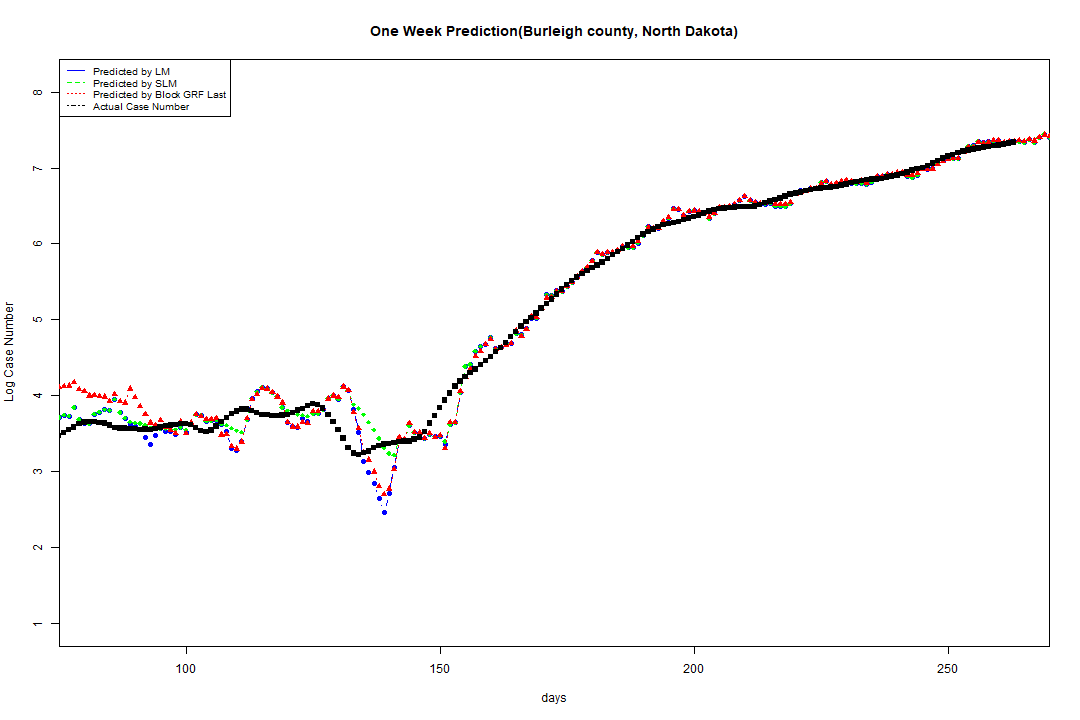 One Week Prediction(Burleigh county, North Dakota)
Predicted by LM
Predicted by SLM
Predicted by Block GRF Last
Actual Case Number
8
7
6
5
4
3
2
1
Log Case Number
100 150 200 250
days